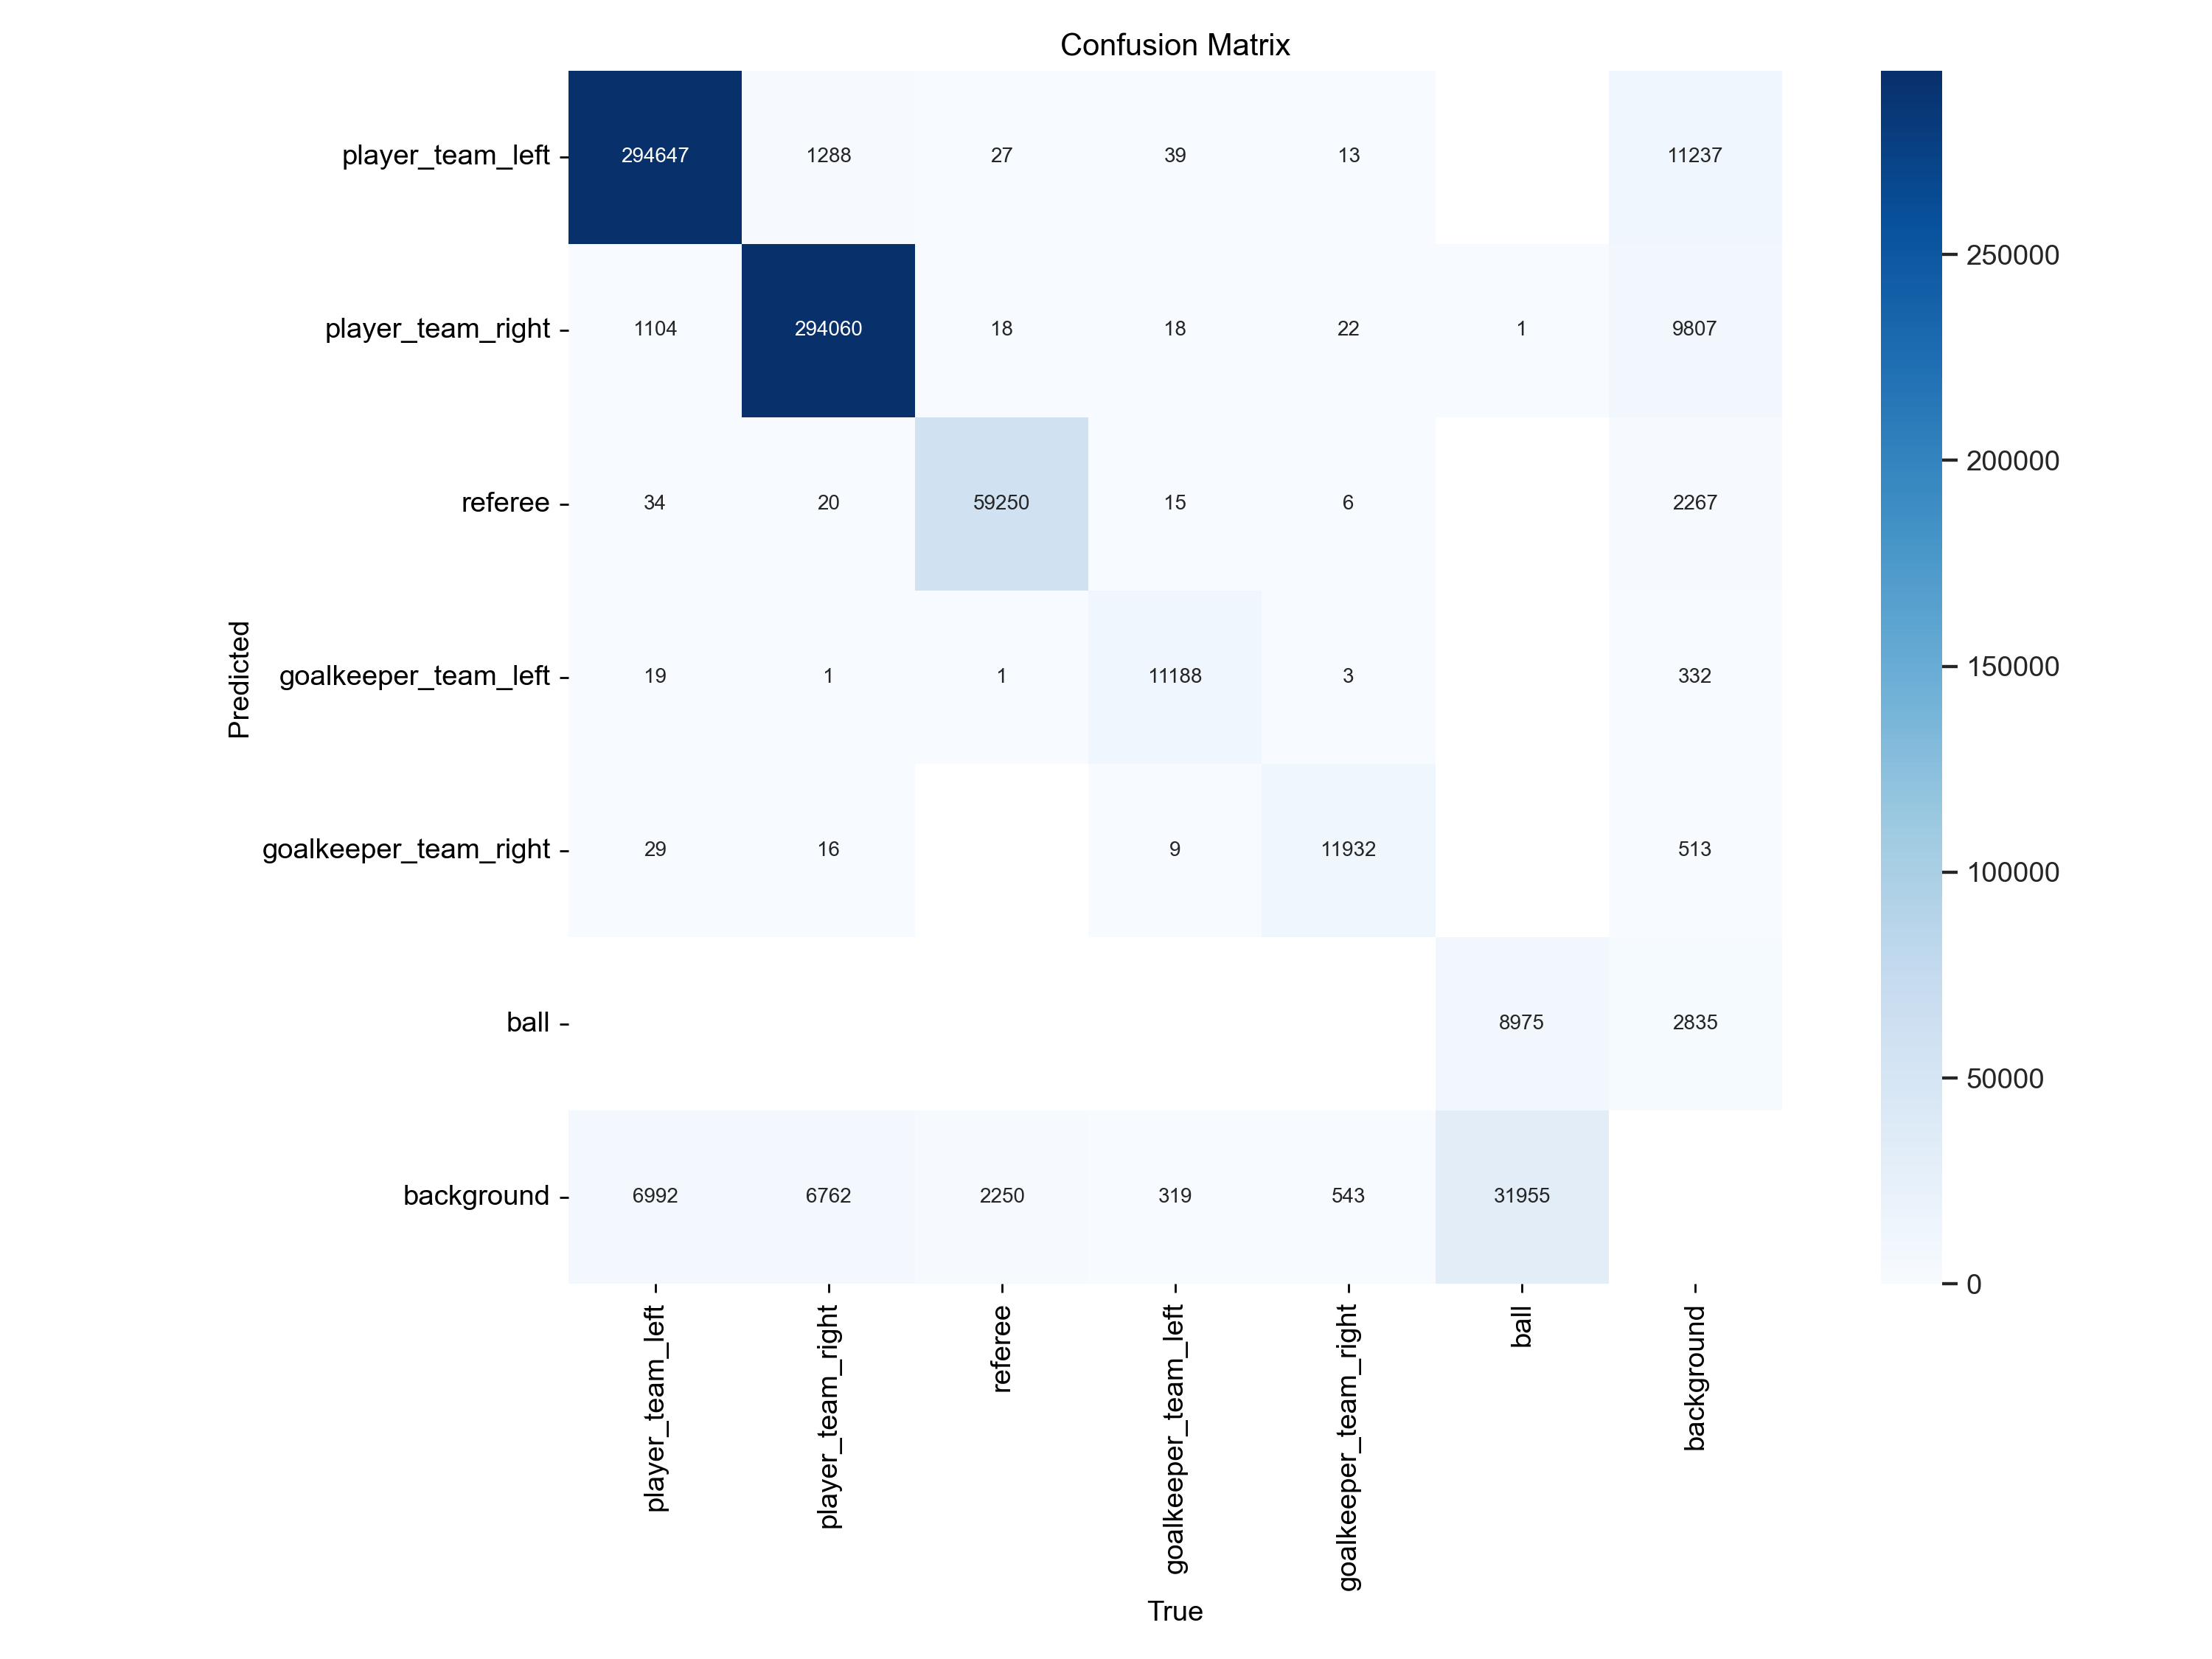 Confusion Matrix
player_team_left 294647 1288 27 39 13 11237
player_team_right 1104 294060 18 18 22 1 9807
referee 34 20 59250 15 6 2267
goalkeeper_team_left 19 1 1 11188 3 332
goalkeeper_team_right 29 16 9 11932 513
ball 8975 2835
background 6992 6762 2250 319 543 31955
Predicted
player_team_left
player_team_right
referee
goalkeeper_team_left
goalkeeper_team_right
ball
background
True
250000
200000
150000
100000
50000
0